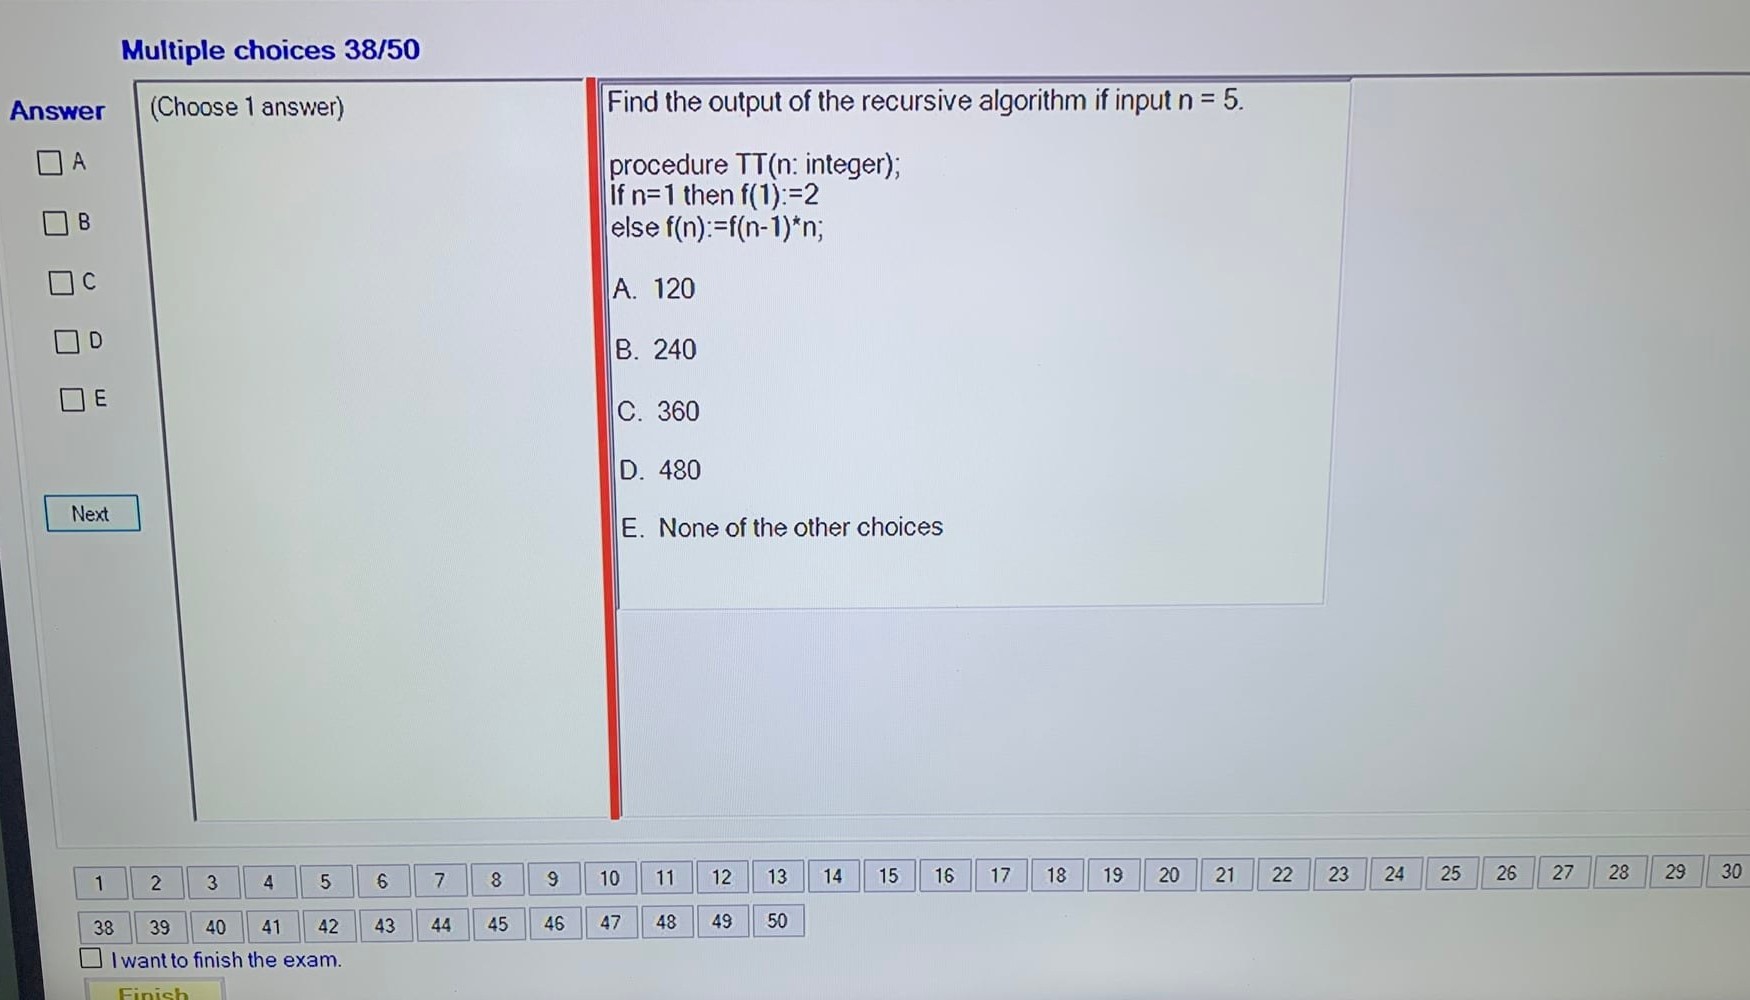 Multiple choices 38/50
Answer
(Choose 1 answer)
A
B
C
D
E
Next
Find the output of the recursive algorithm if input n = 5.
procedure TT(n: integer);
If n=1 then f(1):=2
else f(n):=f(n-1)*n;
A. 120
B. 240
C. 360
D. 480
E. None of the other choices
1 2 3 4 5 6 7 8 9 10 11 12 13 14 15 16 17 18 19 20 21 22 23 24 25 26 27 28 29 30
38 39 40 41 42 43 44 45 46 47 48 49 50
I want to finish the exam.
Finish